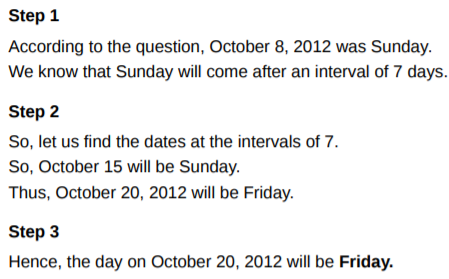 Step 1
According to the question, October 8, 2012 was Sunday.
We know that Sunday will come after an interval of 7 days.
Step 2
So, let us find the dates at the intervals of 7.
So, October 15 will be Sunday.
Thus, October 20, 2012 will be Friday.
Step 3
Hence, the day on October 20, 2012 will be Friday.